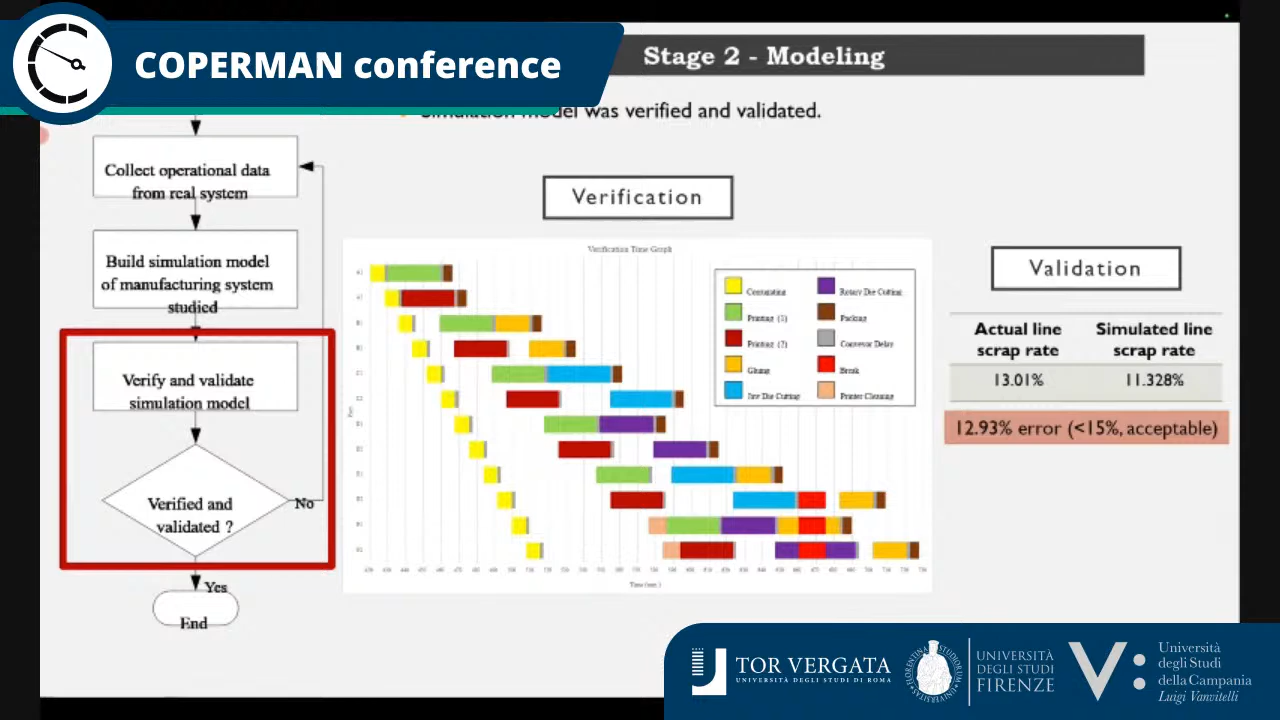 COPERMAN conference
Stage 2 - Modeling
Simulation model was verified and validated.
Collect operational data
from real system
Build simulation model
of manufacturing system
studied
Verify and validate
simulation model
Verified and
validated ?
No
Yes
End
Verification
Verification Time Graph
Corrugating
Printing (1)
Printing (2)
Gluing
Rotary Die Cutting
Packing
Conveyor Delay
Break
Printer Cleaning
Time (min.)
Validation
Actual line
scrap rate
Simulated line
scrap rate
13.01%
11.328%
12.93% error (<15%, acceptable)
TOR VERGATA
UNIVERSITÀ DEGLI STUDI DI ROMA
UNIVERSITÀ
DEGLI STUDI
FIRENZE
Università
degli Studi
della Campania
Luigi Vanvitelli